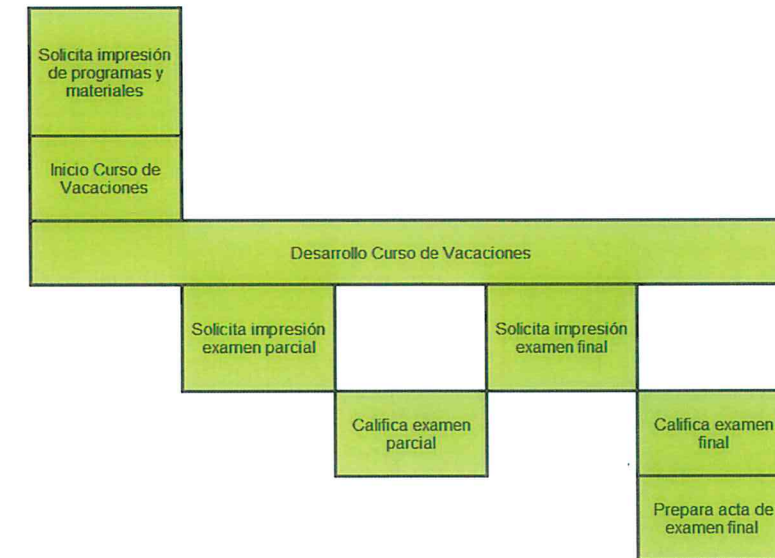 Solicita impresión
de programas y
materiales
Inicio Curso de
Vacaciones
Desarrollo Curso de Vacaciones
Solicita impresión
examen parcial
Solicita impresión
examen final
Califica examen
parcial
Califica examen
final
Prepara acta de
examen final